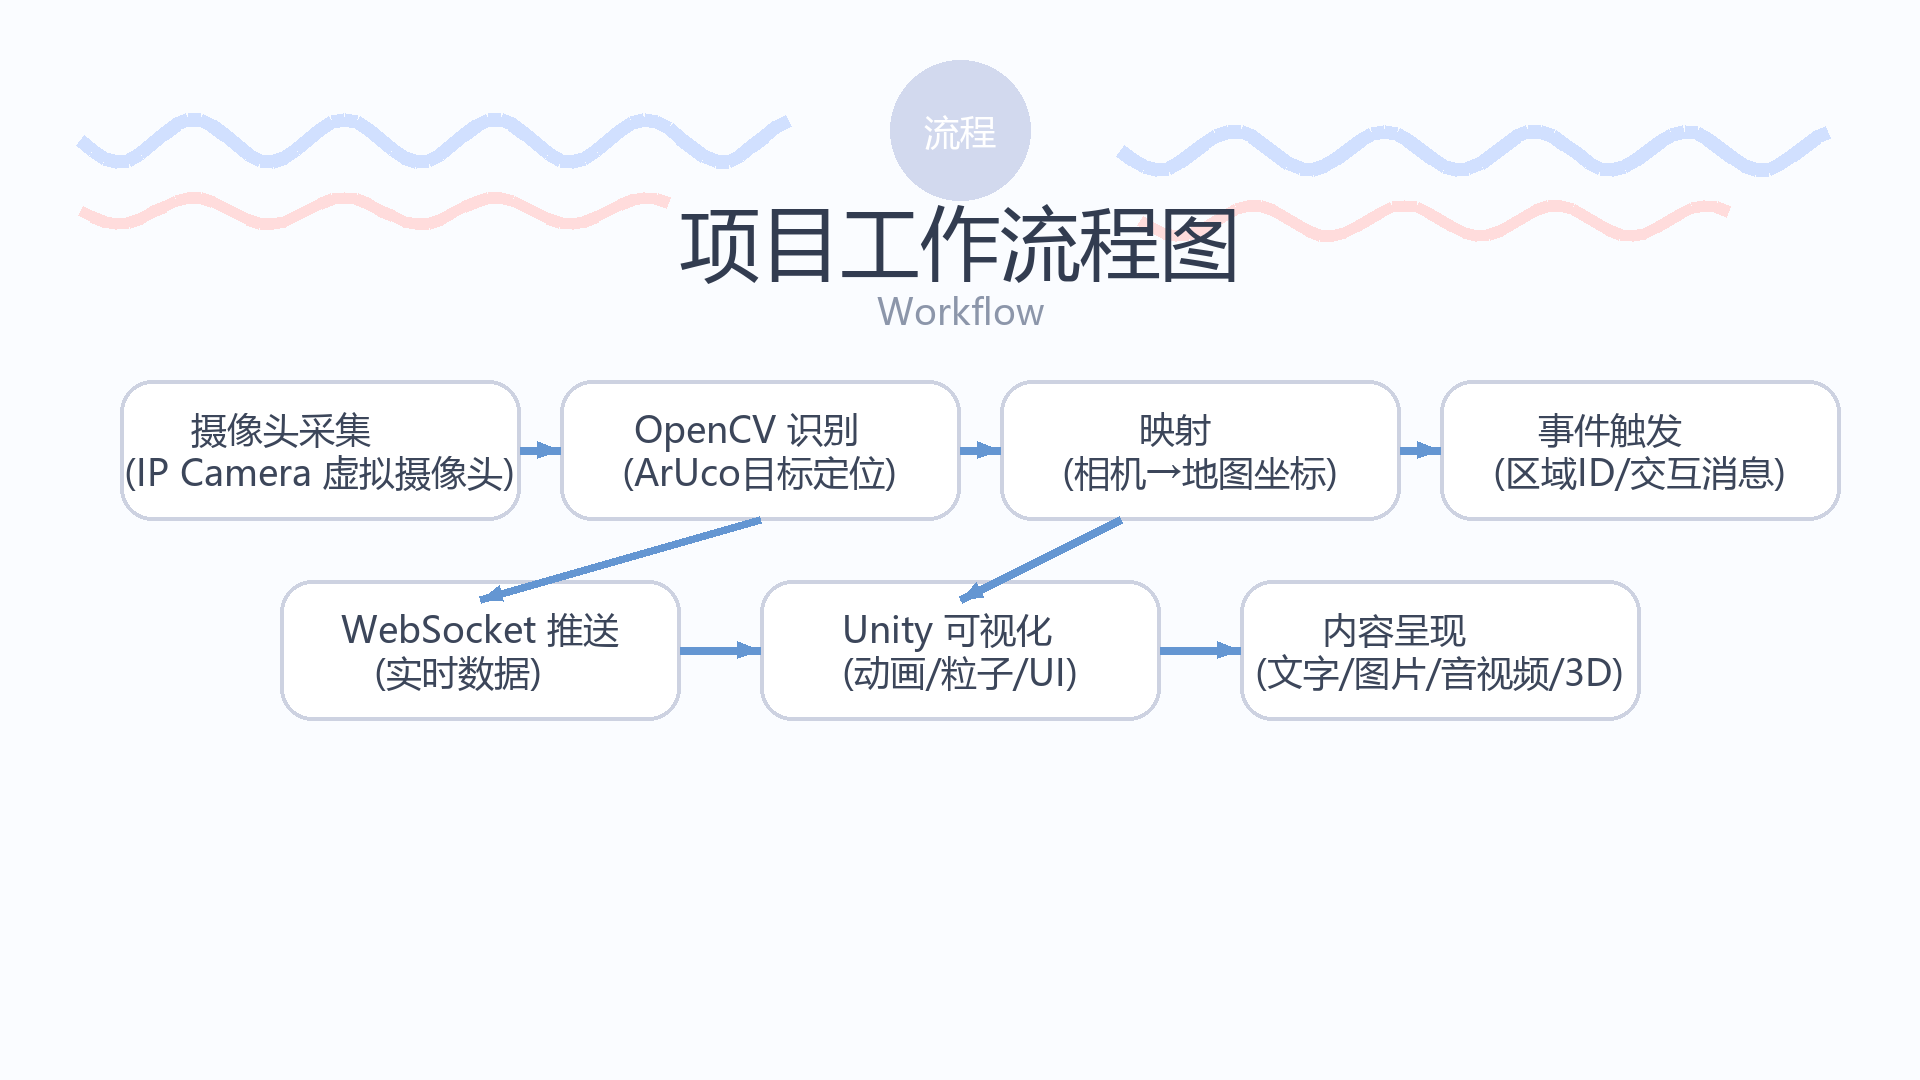 流程
项目工作流程图
Workflow
摄像头采集
(IP Camera 虚拟摄像头)
OpenCV 识别
(ArUco目标定位)
映射
(相机→地图坐标)
事件触发
(区域ID/交互消息)
WebSocket 推送
(实时数据)
Unity 可视化
(动画/粒子/UI)
内容呈现
(文字/图片/音视频/3D)